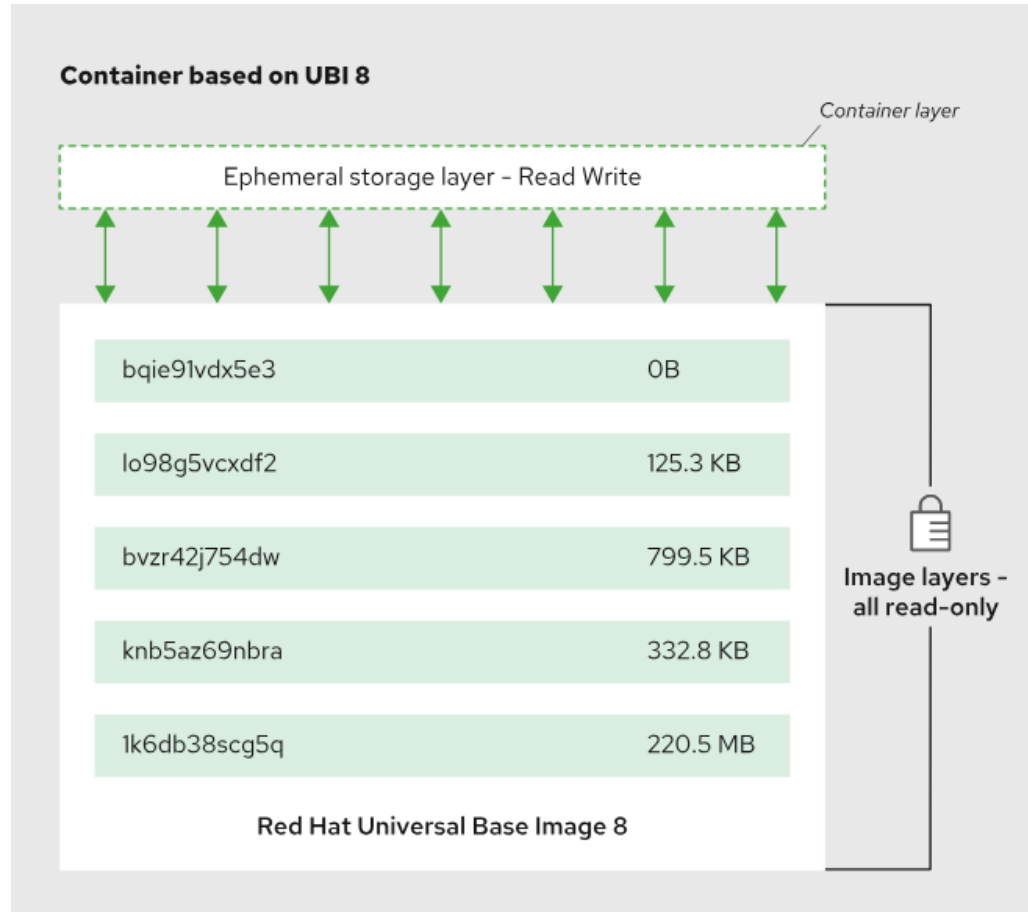 Container based on UBI 8
Container layer
Ephemeral storage layer - Read Write
bqie91vdx5e3 0B
lo98g5vcxdf2 125.3 KB
bvzr42j754dw 799.5 KB
knb5az69nbra 332.8 KB
1k6db38scg5q 220.5 MB
Image layers -
all read-only
Red Hat Universal Base Image 8